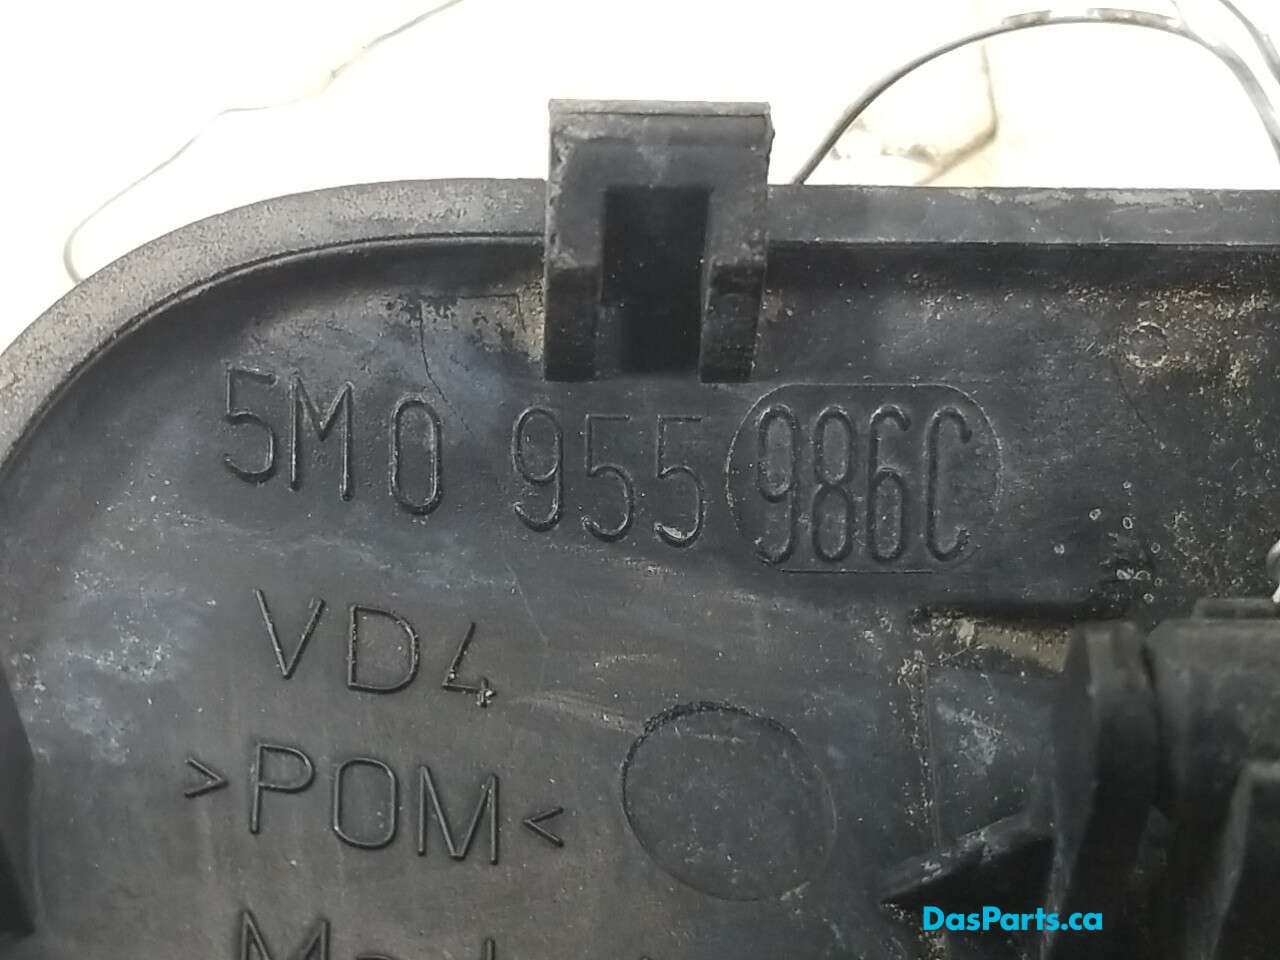 5M0 955 986C
VD4
>POM<
DasParts.ca